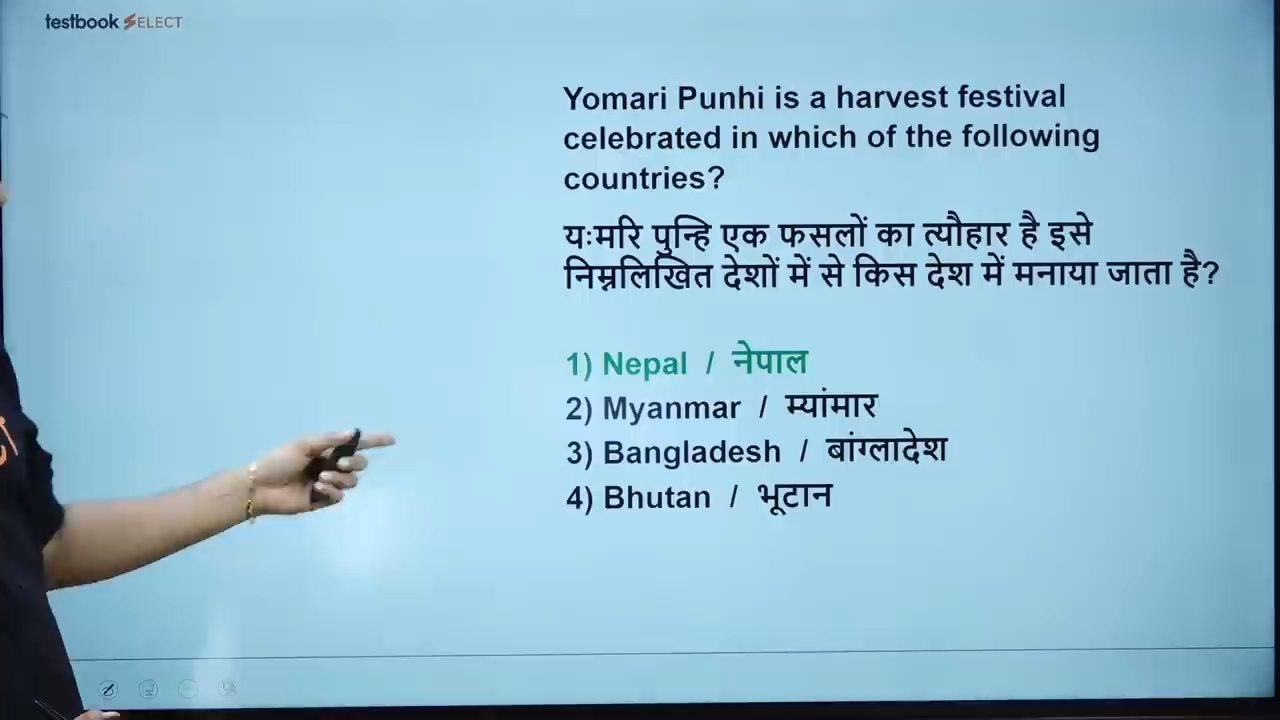 testbook SELECT
Yomari Punhi is a harvest festival
celebrated in which of the following
countries?
यःमरि पुन्हि एक फसलों का त्यौहार है इसे
निम्नलिखित देशों में से किस देश में मनाया जाता है?
1) Nepal / नेपाल
2) Myanmar / म्यांमार
3) Bangladesh / बांग्लादेश
4) Bhutan / भूटान